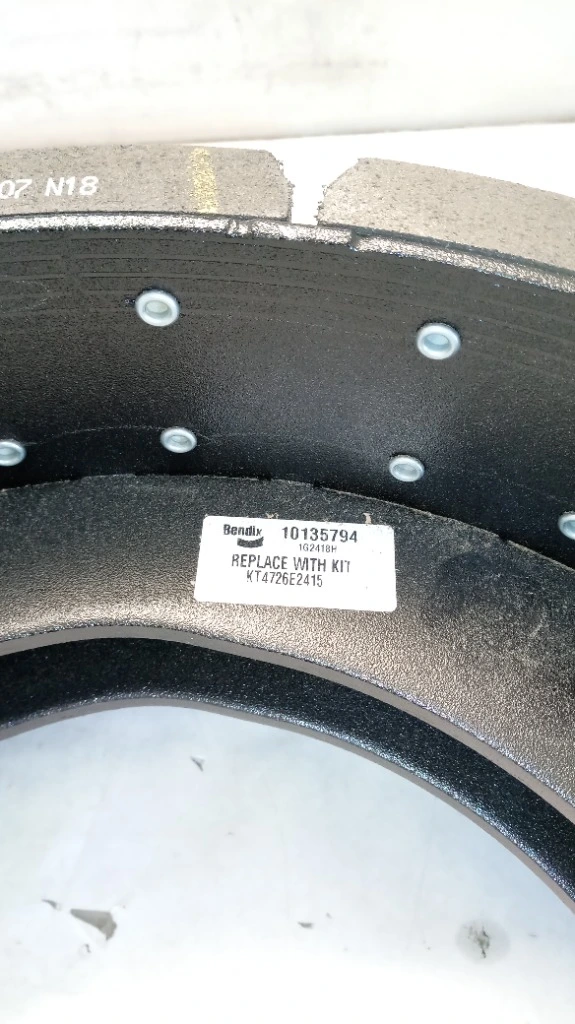 07 N18
Bendix 10135794
1G2418H
REPLACE WITH KIT
KT4726E2415